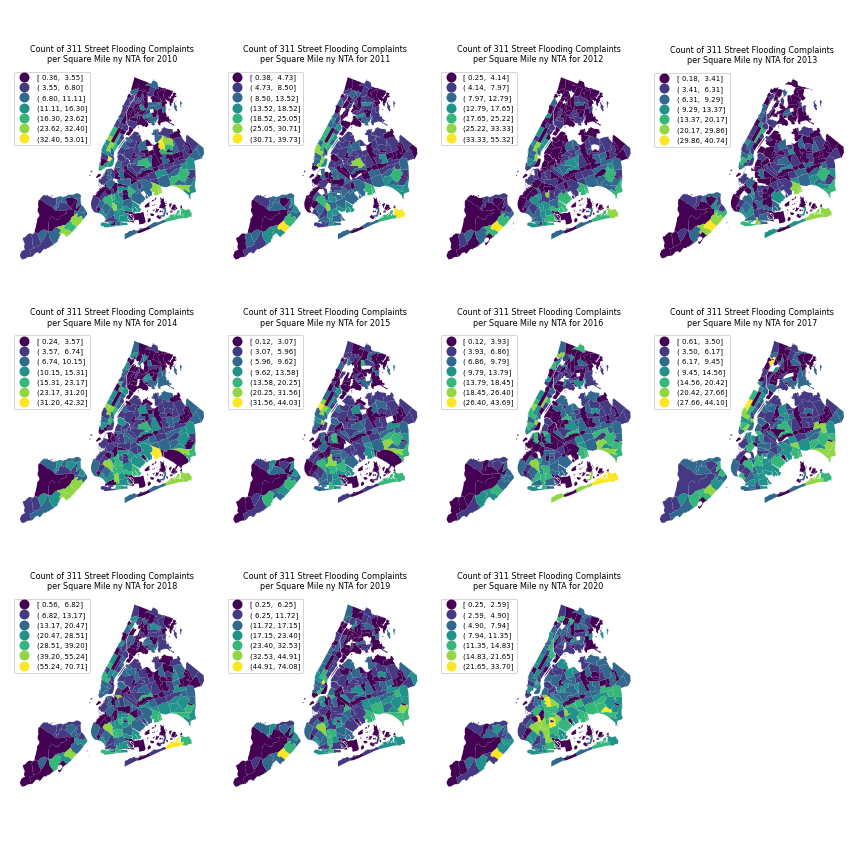 Count of 311 Street Flooding Complaints
per Square Mile ny NTA for 2010
[ 0.36, 3.55]
( 3.55, 6.80]
( 6.80, 11.11]
(11.11, 16.30]
(16.30, 23.62]
(23.62, 32.40]
(32.40, 53.01]
Count of 311 Street Flooding Complaints
per Square Mile ny NTA for 2011
[ 0.38, 4.73]
( 4.73, 8.50]
( 8.50, 13.52]
(13.52, 18.52]
(18.52, 25.05]
(25.05, 30.71]
(30.71, 39.73]
Count of 311 Street Flooding Complaints
per Square Mile ny NTA for 2012
[ 0.25, 4.14]
( 4.14, 7.97]
( 7.97, 12.79]
(12.79, 17.65]
(17.65, 25.22]
(25.22, 33.33]
(33.33, 55.32]
Count of 311 Street Flooding Complaints
per Square Mile ny NTA for 2013
[ 0.18, 3.41]
( 3.41, 6.31]
( 6.31, 9.29]
( 9.29, 13.37]
(13.37, 20.17]
(20.17, 29.86]
(29.86, 40.74]
Count of 311 Street Flooding Complaints
per Square Mile ny NTA for 2014
[ 0.24, 3.57]
( 3.57, 6.74]
( 6.74, 10.15]
(10.15, 15.31]
(15.31, 23.17]
(23.17, 31.20]
(31.20, 42.32]
Count of 311 Street Flooding Complaints
per Square Mile ny NTA for 2015
[ 0.12, 3.07]
( 3.07, 5.96]
( 5.96, 9.62]
( 9.62, 13.58]
(13.58, 20.25]
(20.25, 31.56]
(31.56, 44.03]
Count of 311 Street Flooding Complaints
per Square Mile ny NTA for 2016
[ 0.12, 3.93]
( 3.93, 6.86]
( 6.86, 9.79]
( 9.79, 13.79]
(13.79, 18.45]
(18.45, 26.40]
(26.40, 43.69]
Count of 311 Street Flooding Complaints
per Square Mile ny NTA for 2017
[ 0.61, 3.50]
( 3.50, 6.17]
( 6.17, 9.45]
( 9.45, 14.56]
(14.56, 20.42]
(20.42, 27.66]
(27.66, 44.10]
Count of 311 Street Flooding Complaints
per Square Mile ny NTA for 2018
[ 0.56, 6.82]
( 6.82, 13.17]
(13.17, 20.47]
(20.47, 28.51]
(28.51, 39.20]
(39.20, 55.24]
(55.24, 70.71]
Count of 311 Street Flooding Complaints
per Square Mile ny NTA for 2019
[ 0.25, 6.25]
( 6.25, 11.72]
(11.72, 17.15]
(17.15, 23.40]
(23.40, 32.53]
(32.53, 44.91]
(44.91, 74.08]
Count of 311 Street Flooding Complaints
per Square Mile ny NTA for 2020
[ 0.25, 2.59]
( 2.59, 4.90]
( 4.90, 7.94]
( 7.94, 11.35]
(11.35, 14.83]
(14.83, 21.65]
(21.65, 33.70]